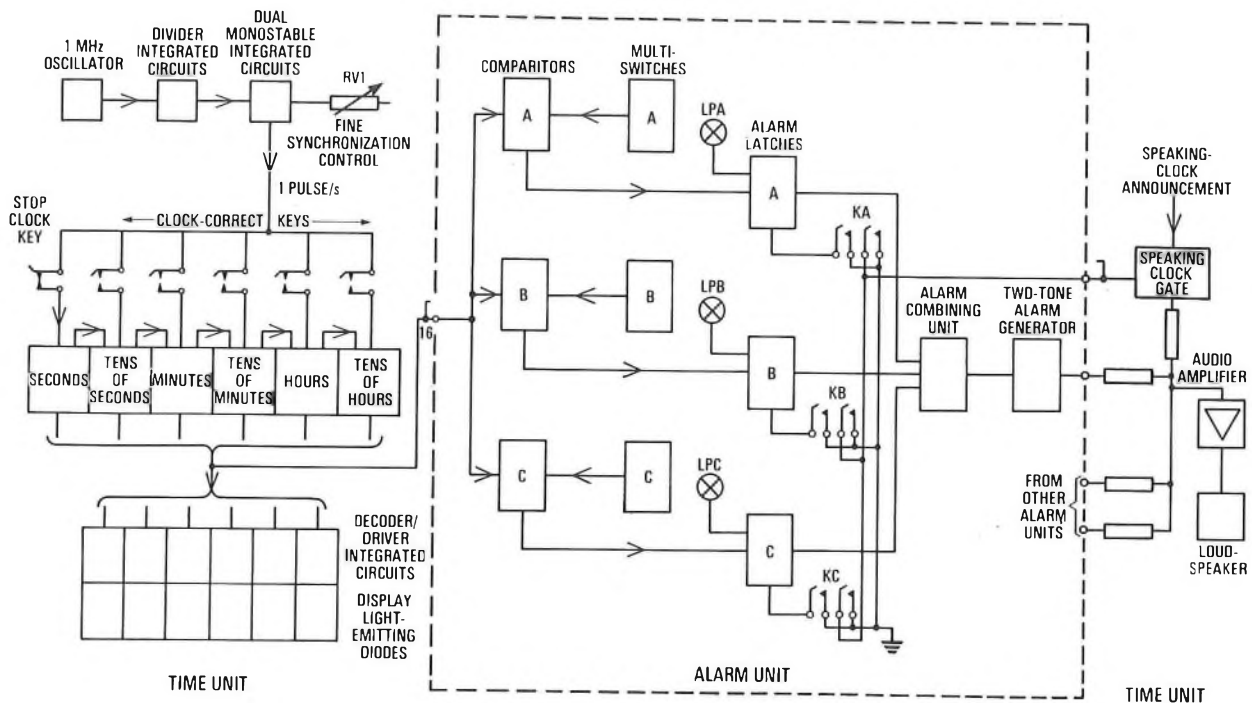 1 MHz
OSCILLATOR
DIVIDER
INTEGRATED
CIRCUITS
DUAL
MONOSTABLE
INTEGRATED
CIRCUITS
RV1
FINE
SYNCHRONIZATION
CONTROL
1 PULSE/s
STOP
CLOCK
KEY
CLOCK-CORRECT KEYS
SECONDS
TENS
OF
SECONDS
MINUTES
TENS
OF
MINUTES
HOURS
TENS
OF
HOURS
DECODER/
DRIVER
INTEGRATED
CIRCUITS
DISPLAY
LIGHT-
EMITTING
DIODES
TIME UNIT
16
COMPARITORS
MULTI-
SWITCHES
A
A
LPA
ALARM
LATCHES
A
KA
B
B
LPB
B
KB
C
C
LPC
C
KC
ALARM
COMBINING
UNIT
TWO-TONE
ALARM
GENERATOR
ALARM UNIT
SPEAKING-
CLOCK
ANNOUNCEMENT
SPEAKING
CLOCK
GATE
AUDIO
AMPLIFIER
FROM
OTHER
ALARM
UNITS
LOUD-
SPEAKER
TIME UNIT